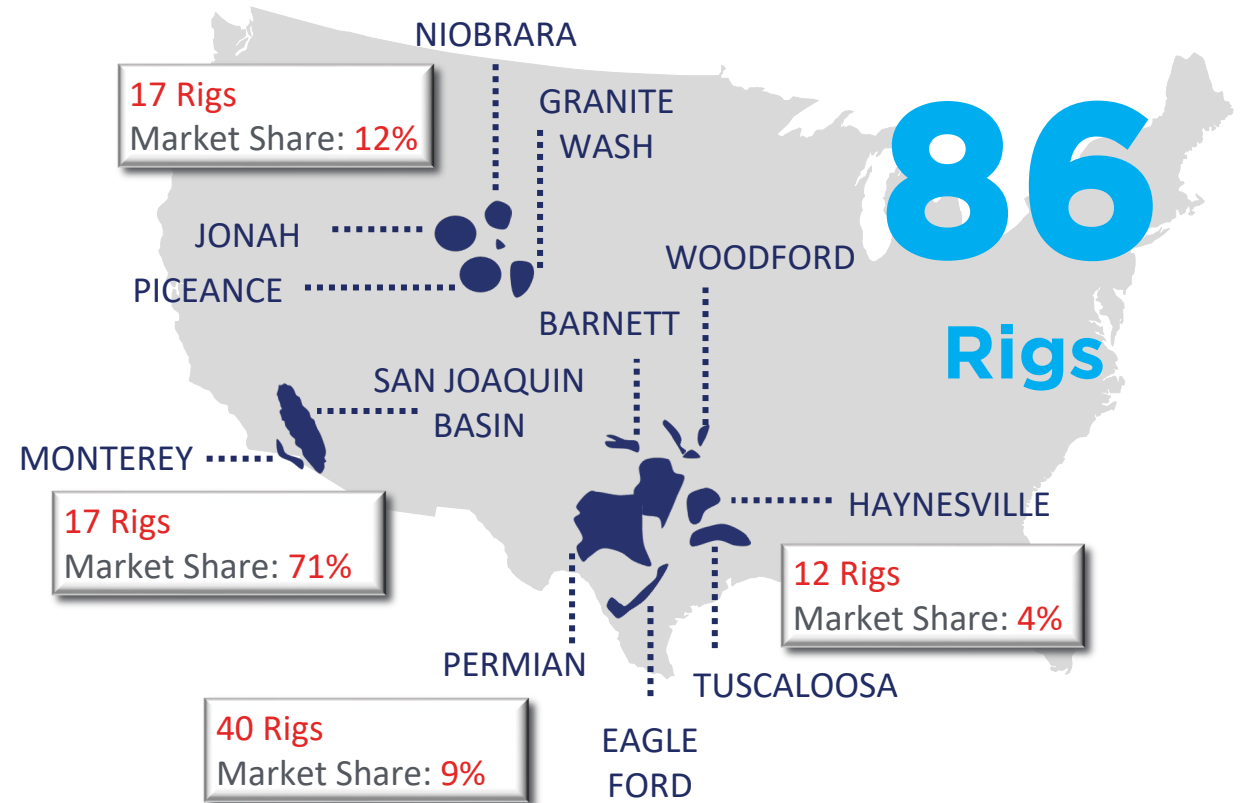 NIOBRARA
17 Rigs
Market Share: 12%
GRANITE
WASH
86
Rigs
JONAH
PICEANCE
WOODFORD
BARNETT
SAN JOAQUIN
BASIN
MONTEREY
17 Rigs
Market Share: 71%
HAYNESVILLE
12 Rigs
Market Share: 4%
PERMIAN
TUSCALOOSA
40 Rigs
Market Share: 9%
EAGLE
FORD